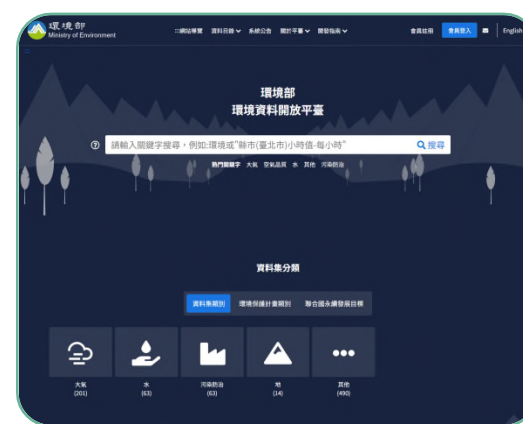 環境部
Ministry of Environment
:::網站導覽 資料目錄 系統公告 關於平臺 開發指南 會員註冊 會員登入 English
環境部
環境資料開放平臺
請輸入關鍵字搜尋，例如:環境或"縣市(臺北市)小時值-每小時" 搜尋
熱門關鍵字 大氣 空氣品質 水 其他 污染防治
資料集分類
資料集類別 環境保護計畫類別 聯合國永續發展目標
大氣 水 污染防治 地 其他
(201) (63) (63) (14) (490)